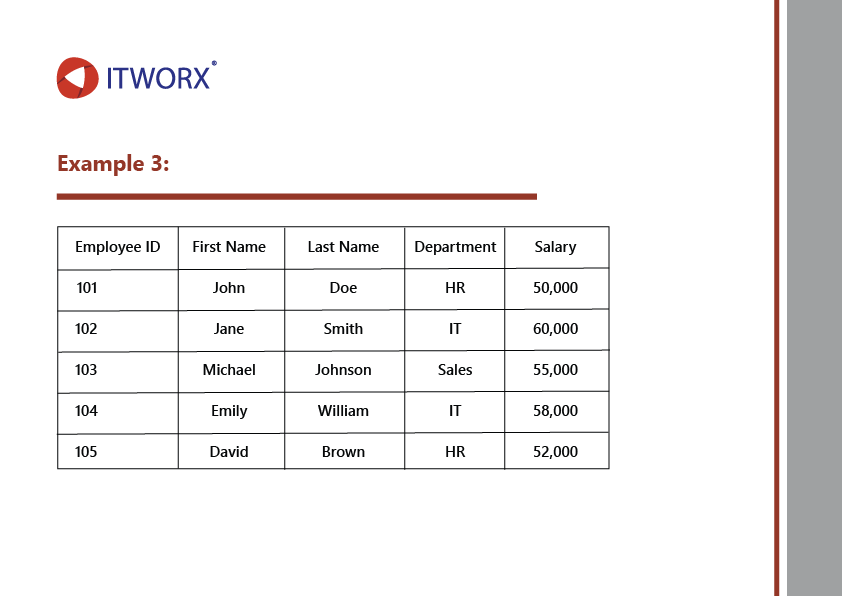 ITWORX®
Example 3:
Employee ID First Name Last Name Department Salary
101 John Doe HR 50,000
102 Jane Smith IT 60,000
103 Michael Johnson Sales 55,000
104 Emily William IT 58,000
105 David Brown HR 52,000